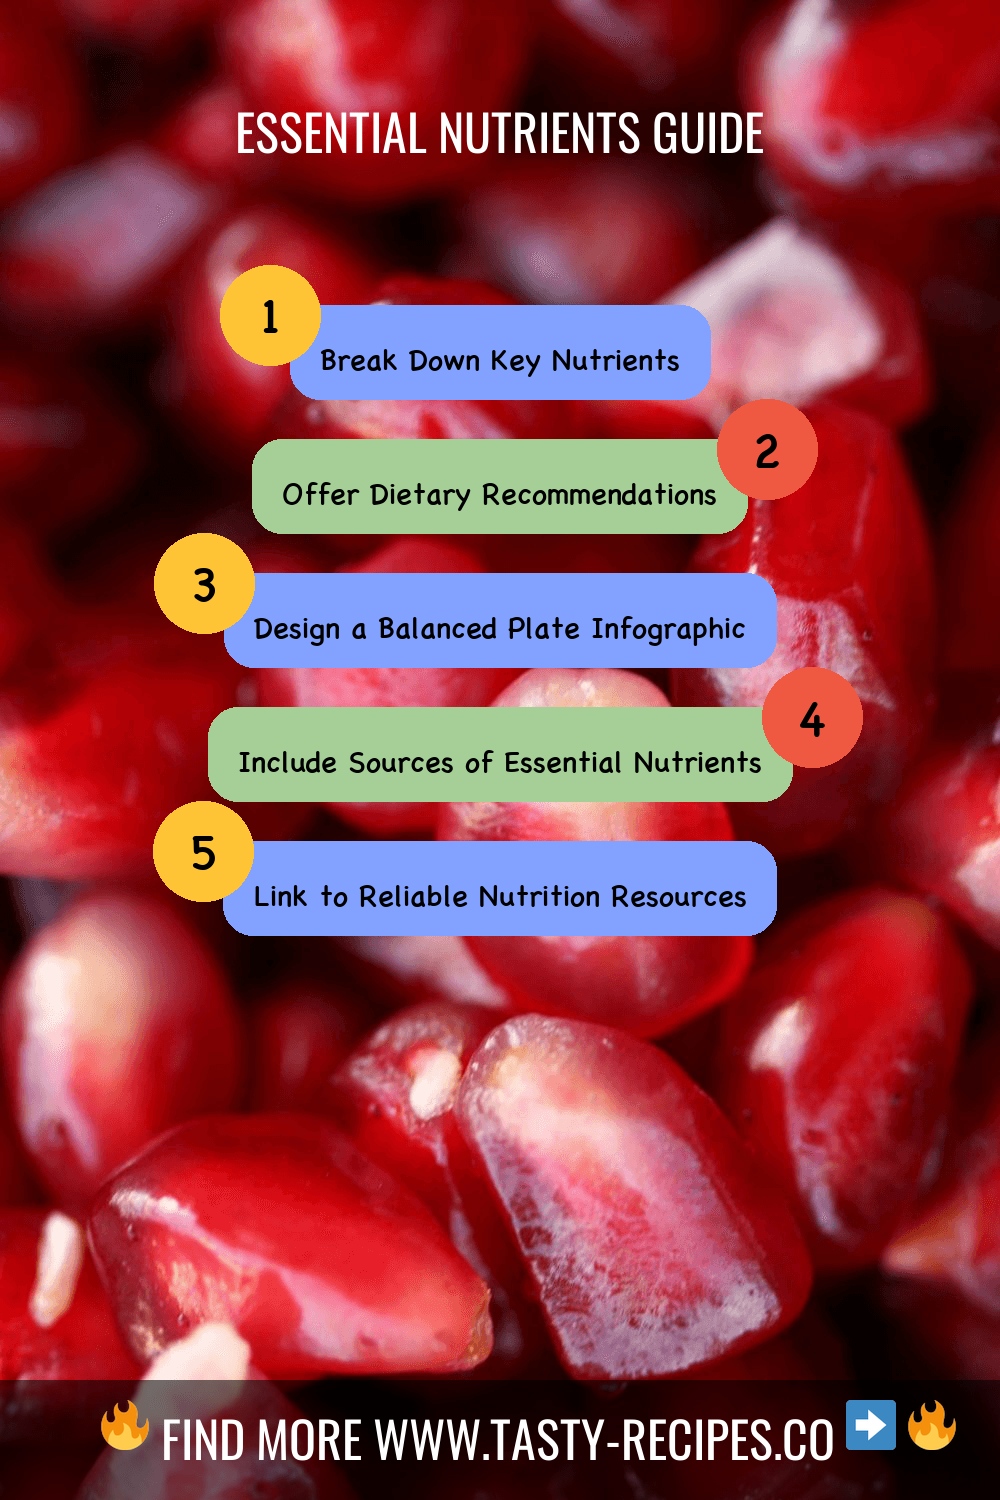 ESSENTIAL NUTRIENTS GUIDE
1
Break Down Key Nutrients
2
Offer Dietary Recommendations
3
Design a Balanced Plate Infographic
4
Include Sources of Essential Nutrients
5
Link to Reliable Nutrition Resources
🔥 FIND MORE WWW.TASTY-RECIPES.CO ➡️ 🔥